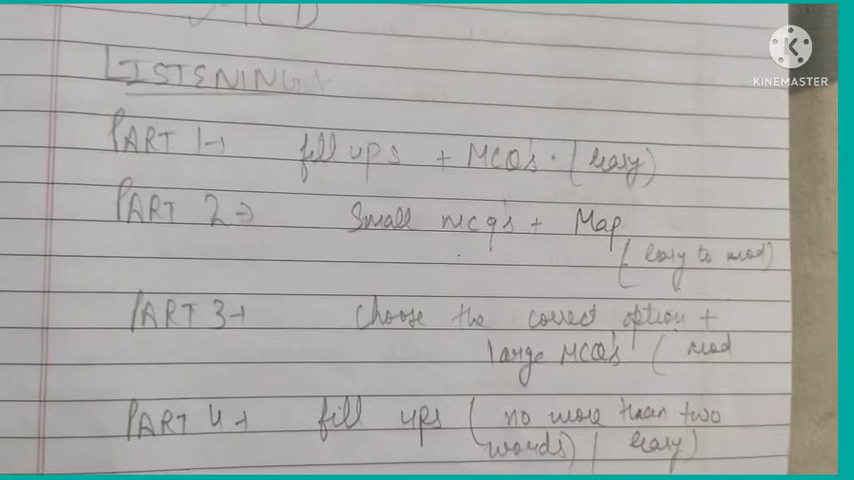 LISTENING
KINEMASTER
PART 1→ fill ups + MCQ's. (easy)
PART 2→ Small mcq's + Map
(easy to mod)
PART 3→ Choose the correct option +
large MCQ's (mod
PART 4→ fill ups (no more than two
words) (easy)